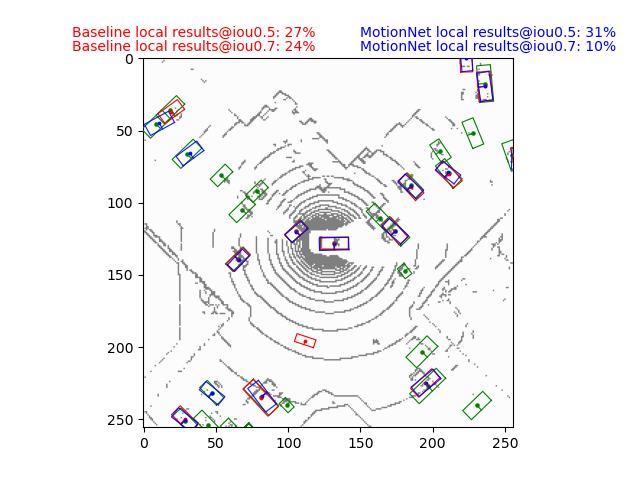 Baseline local results@iou0.5: 27% MotionNet local results@iou0.5: 31%
Baseline local results@iou0.7: 24% MotionNet local results@iou0.7: 10%
0
50
100
150
200
250
0 50 100 150 200 250